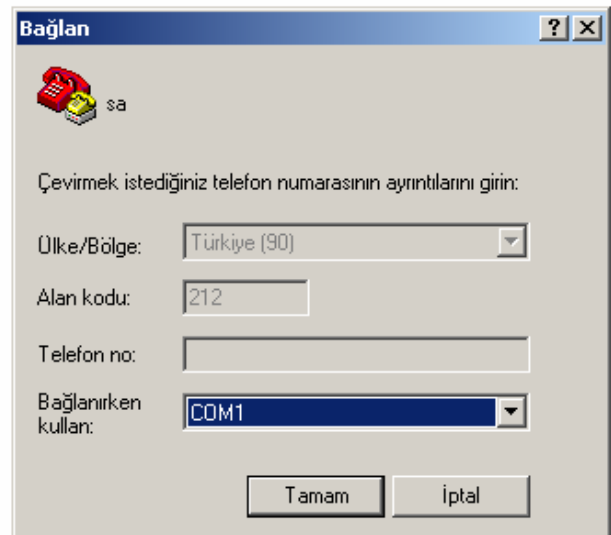 Bağlan
sa
Çevirmek istediğiniz telefon numarasının ayrıntılarını girin:
Ülke/Bölge: Türkiye (90)
Alan kodu: 212
Telefon no:
Bağlanırken
kullan: COM1
Tamam İptal